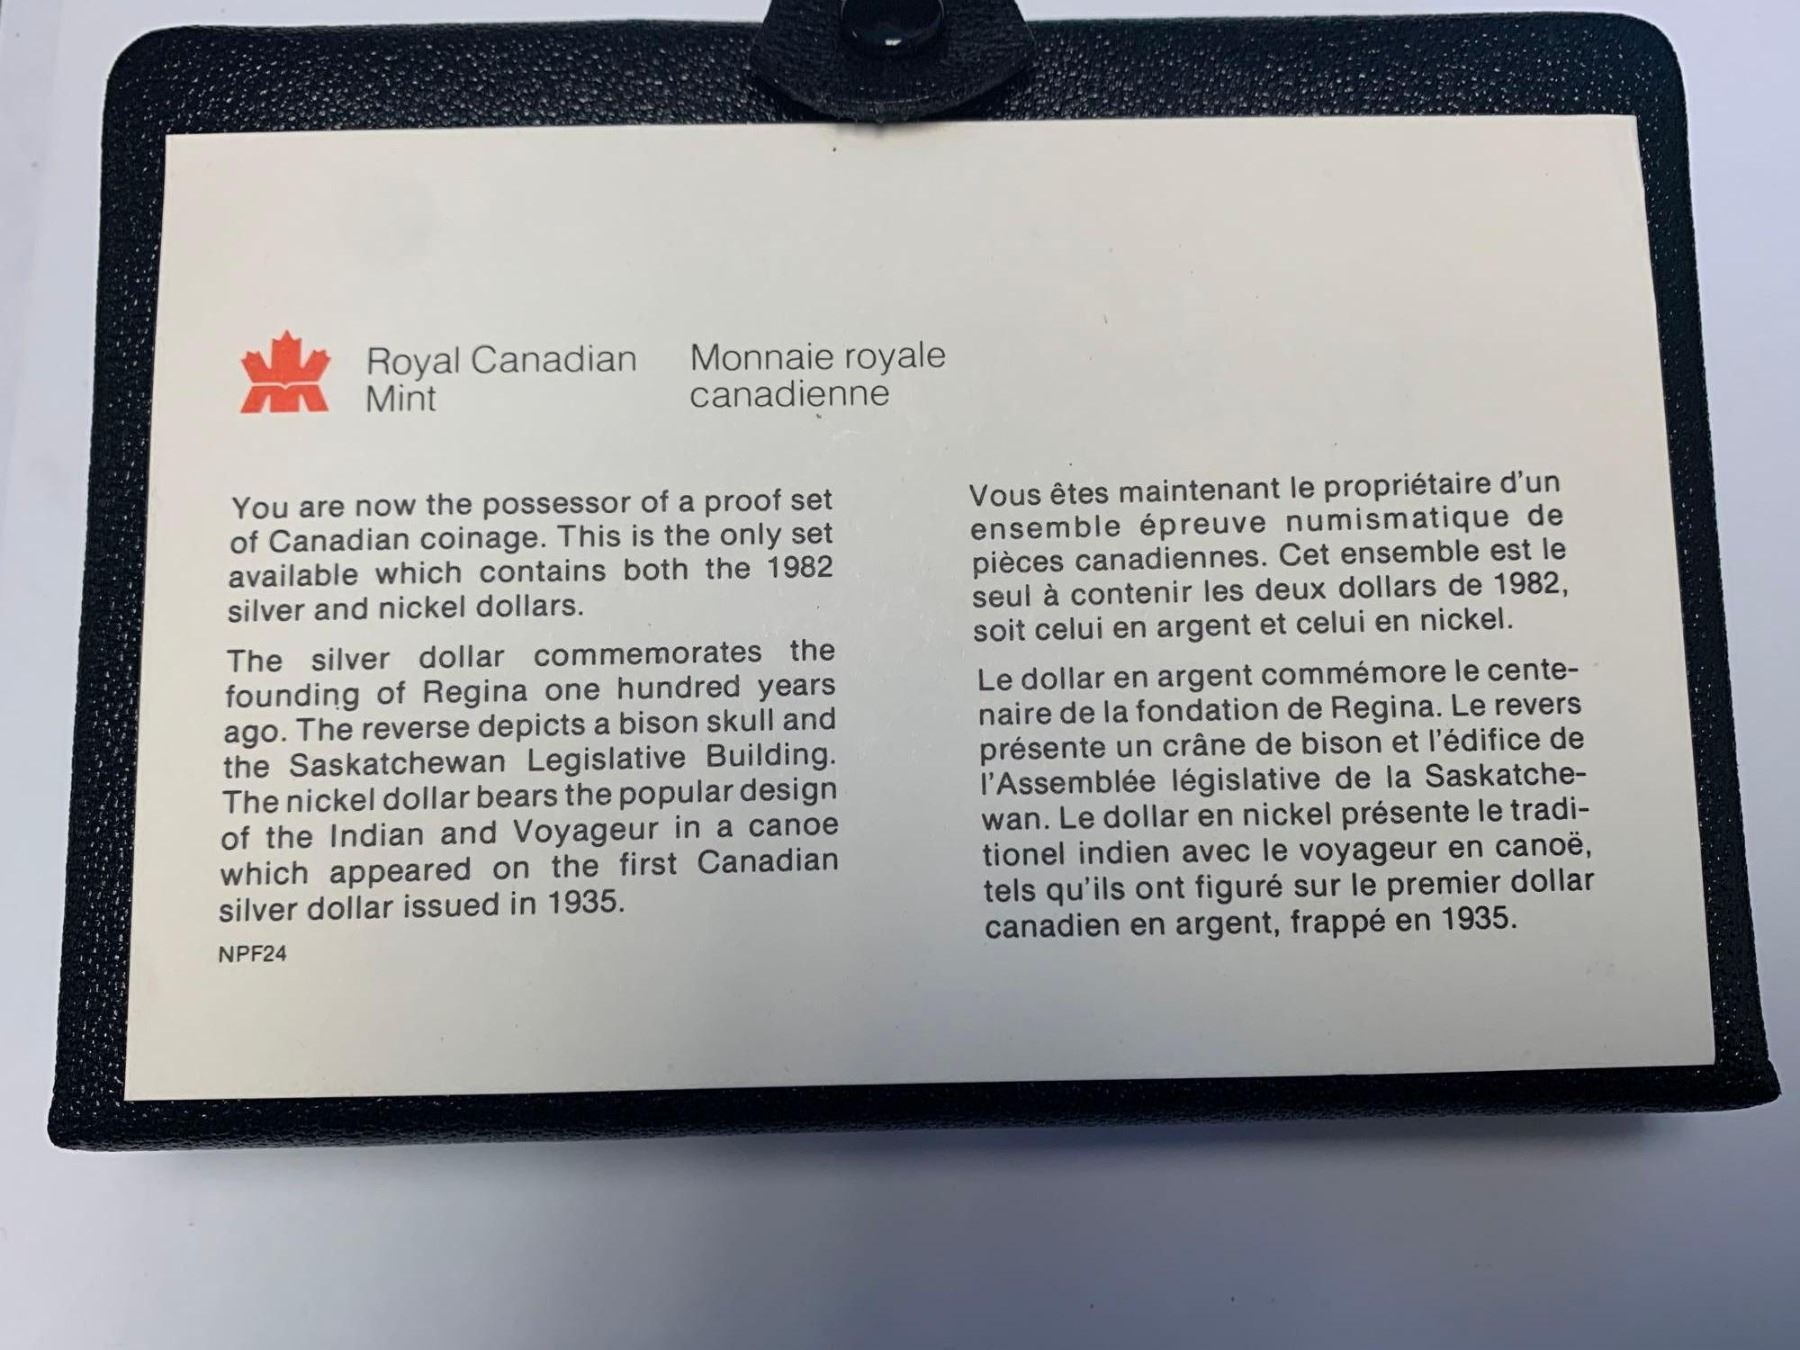 Royal Canadian
Mint
Monnaie royale
canadienne
You are now the possessor of a proof set
of Canadian coinage. This is the only set
available which contains both the 1982
silver and nickel dollars.
The silver dollar commemorates the
founding of Regina one hundred years
ago. The reverse depicts a bison skull and
the Saskatchewan Legislative Building.
The nickel dollar bears the popular design
of the Indian and Voyageur in a canoe
which appeared on the first Canadian
silver dollar issued in 1935.
NPF24
Vous êtes maintenant le propriétaire d'un
ensemble épreuve numismatique de
pièces canadiennes. Cet ensemble est le
seul à contenir les deux dollars de 1982,
soit celui en argent et celui en nickel.
Le dollar en argent commémore le cente-
naire de la fondation de Regina. Le revers
présente un crâne de bison et l'édifice de
l'Assemblée législative de la Saskatche-
wan. Le dollar en nickel présente le tradi-
tionel indien avec le voyageur en canoë,
tels qu'ils ont figuré sur le premier dollar
canadien en argent, frappé en 1935.